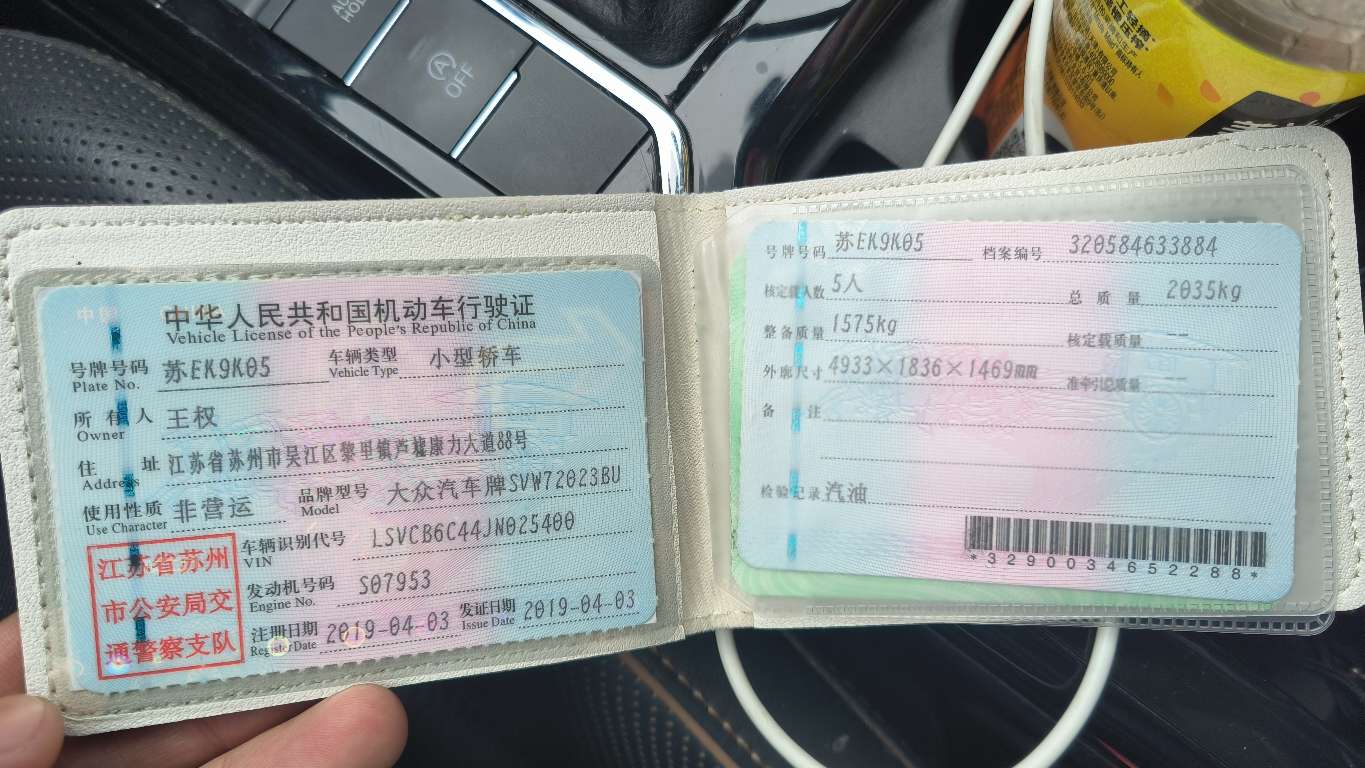 AUTO HOLD
OFF
中华人民共和国机动车行驶证
Vehicle License of the People's Republic of China
号牌号码 苏EK9K05 车辆类型 小型轿车
Plate No. Vehicle Type
所有人 王权
Owner
住址 江苏省苏州市吴江区黎里镇芦墟康力大道88号
Address
使用性质 非营运 品牌型号 大众汽车牌SVW72023BU
Use Character Model
江苏省苏州
市公安局交
通警察支队
车辆识别代号 LSVCB6C44JN025400
VIN
发动机号码 S07953
Engine No.
注册日期 2019-04-03 发证日期 2019-04-03
Register Date Issue Date
号牌号码 苏EK9K05 档案编号 320584633884
核定载人数 5人 总质量 2035kg
整备质量 1575kg 核定载质量 --
外廓尺寸 4933×1836×1469mm 准牵引总质量 --
备注
检验记录 汽油
*3290034652288*